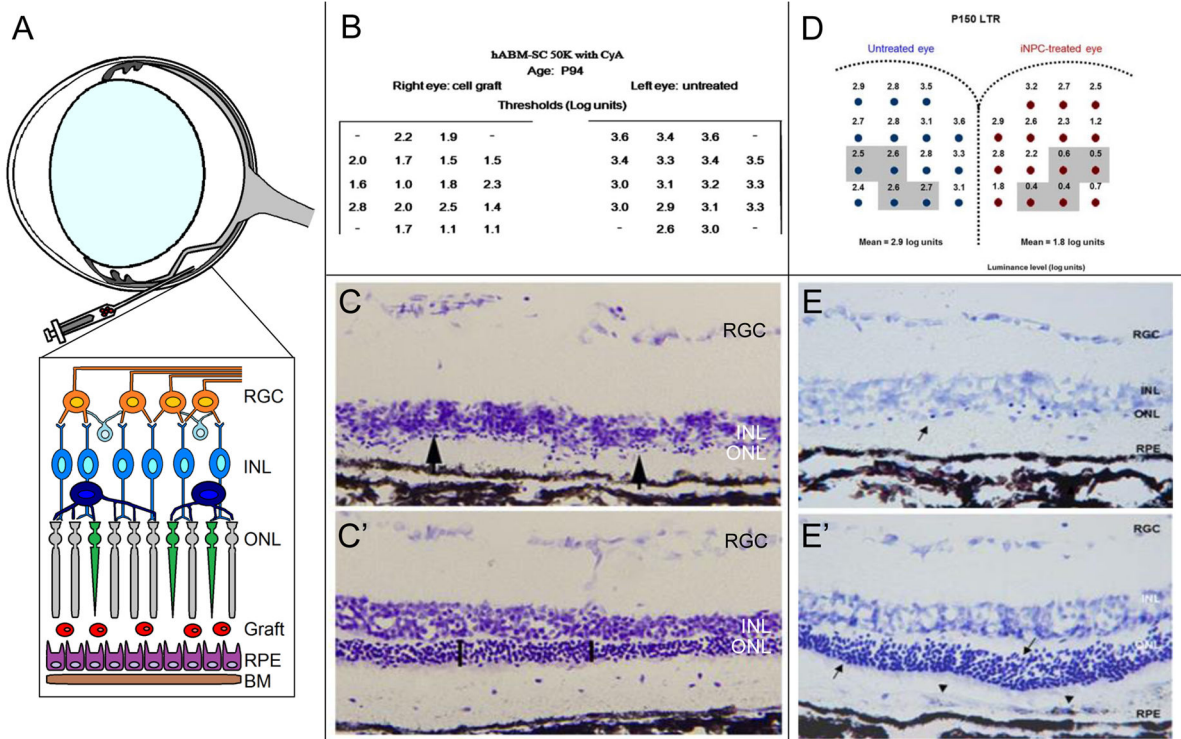 A
RGC
INL
ONL
Graft
RPE
BM
B
hABM-SC 50K with CyA
Age: P94
Right eye: cell graft Left eye: untreated
Thresholds (Log units)
- 2.2 1.9 - 3.6 3.4 3.6 -
2.0 1.7 1.5 1.5 3.4 3.3 3.4 3.5
1.6 1.0 1.8 2.3 3.0 3.1 3.2 3.3
2.8 2.0 2.5 1.4 3.0 2.9 3.1 3.3
- 1.7 1.1 1.1 - 2.6 3.0 -
C
RGC
INL
ONL
C'
RGC
INL
ONL
D
P150 LTR
Untreated eye iNPC-treated eye
2.9 2.8 3.5 3.2 2.7 2.5
2.7 2.8 3.1 3.6 2.9 2.6 2.3 1.2
2.5 2.6 2.8 3.3 2.8 2.2 0.6 0.5
2.4 2.6 2.7 3.1 1.8 0.4 0.4 0.7
Mean = 2.9 log units Mean = 1.8 log units
Luminance level (log units)
E
RGC
INL
ONL
RPE
E'
RGC
INL
ONL
RPE